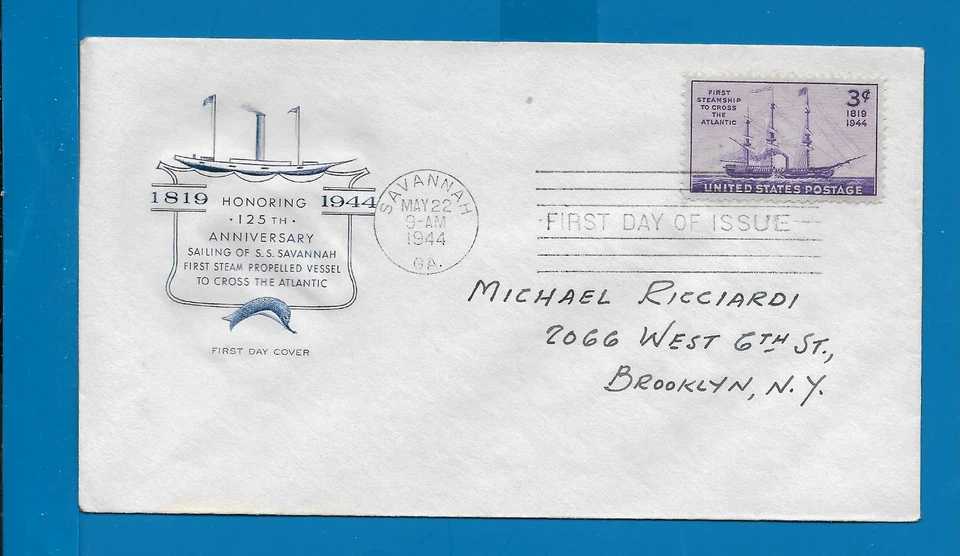 1819 HONORING 1944
· 125TH ·
ANNIVERSARY
SAILING OF S.S. SAVANNAH
FIRST STEAM PROPELLED VESSEL
TO CROSS THE ATLANTIC
FIRST DAY COVER
SAVANNAH
MAY 22
9-AM
1944
GA.
FIRST DAY OF ISSUE
FIRST
STEAMSHIP
TO CROSS
THE
ATLANTIC
3¢
1819
1944
UNITED STATES POSTAGE
MICHAEL RICCIARDI
2066 WEST 6TH ST.,
BROOKLYN, N.Y.